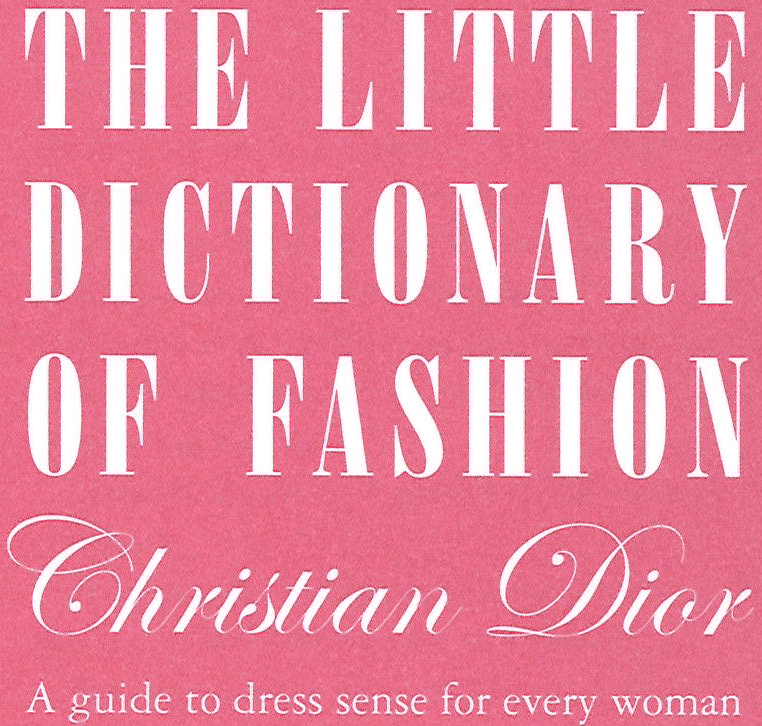 THE LITTLE
DICTIONARY
OF FASHION
Christian Dior
A guide to dress sense for every woman